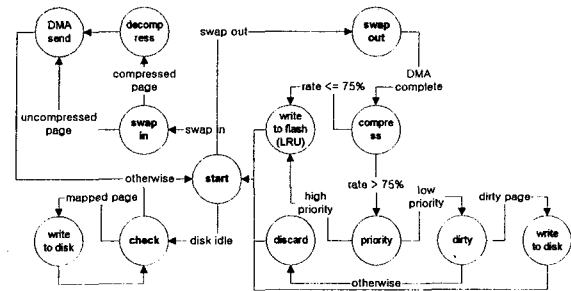 DMA
send
decomp
ress
swap out
swap
out
compressed
page
DMA
complete
rate <= 75%
uncompressed
page
swap
in
swap in
write
to flash
(LRU)
compre
ss
otherwise
start
rate > 75%
mapped page
high
priority
low
priority
dirty page
write
to disk
check
disk idle
discard
priority
dirty
write
to disk
otherwise